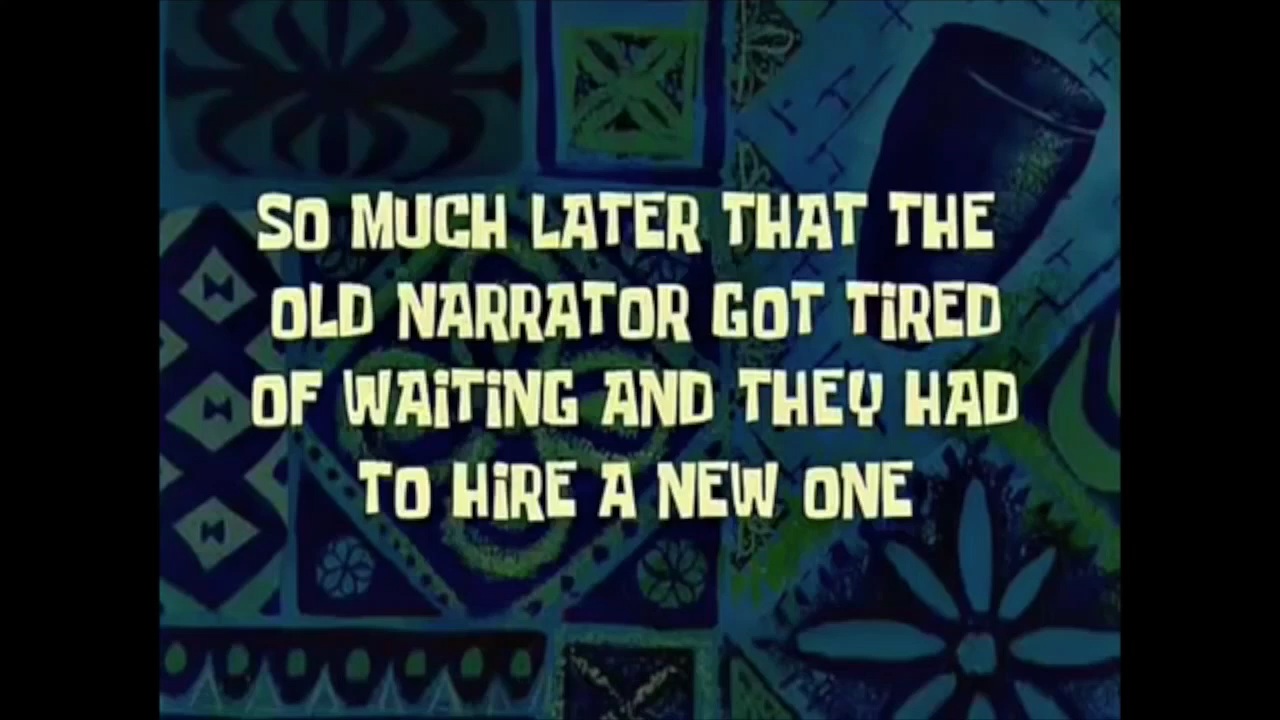 SO MUCH LATER THAT THE
OLD NARRATOR GOT TIRED
OF WAITING AND THEY HAD
TO HIRE A NEW ONE